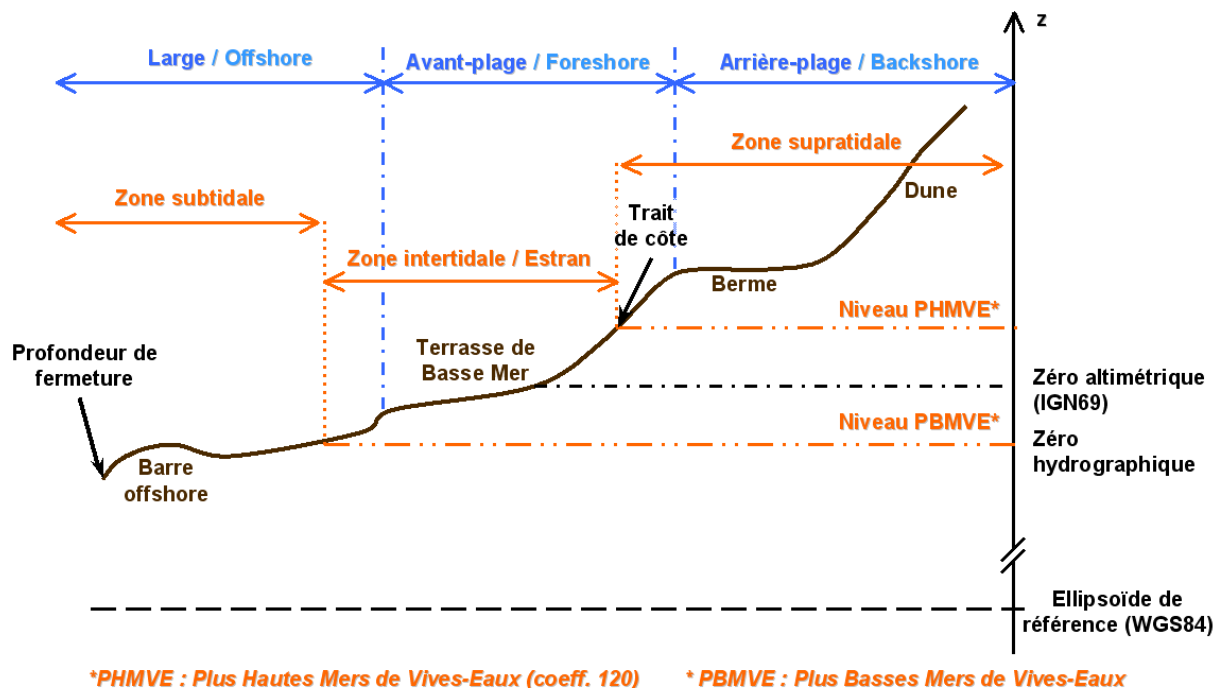 z
Large / Offshore
Avant-plage / Foreshore
Arrière-plage / Backshore
Zone supratidale
Zone subtidale
Dune
Trait
de côte
Zone intertidale / Estran
Berme
Niveau PHMVE*
Profondeur de
fermeture
Terrasse de
Basse Mer
Zéro altimétrique
(IGN69)
Niveau PBMVE*
Zéro
hydrographique
Barre
offshore
Ellipsoïde de
référence (WGS84)
*PHMVE : Plus Hautes Mers de Vives-Eaux (coeff. 120)
* PBMVE : Plus Basses Mers de Vives-Eaux